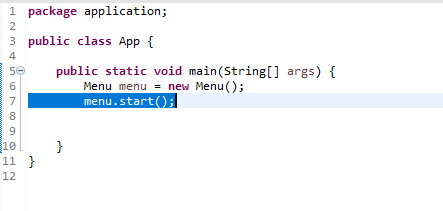 1 package application;
2
3 public class App {
4
5 public static void main(String[] args) {
6 Menu menu = new Menu();
7 menu.start();
8
9
10 }
11 }
12